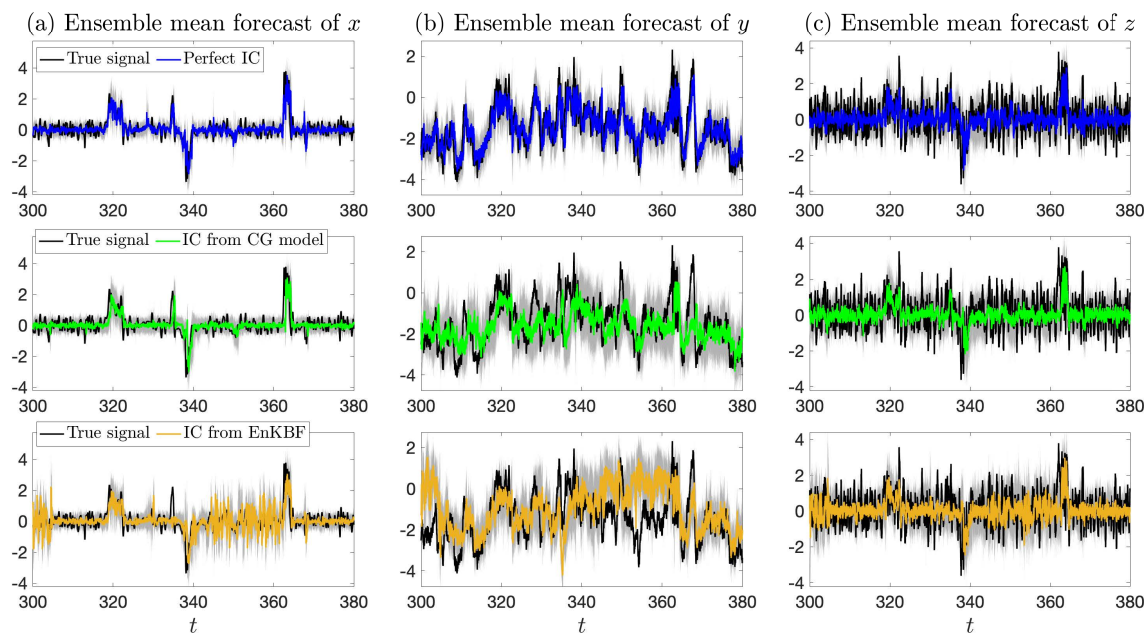 (a) Ensemble mean forecast of x
(b) Ensemble mean forecast of y
(c) Ensemble mean forecast of z
True signal Perfect IC
4
2
0
-2
-4
300 320 340 360 380
2
0
-2
-4
300 320 340 360 380
4
2
0
-2
-4
300 320 340 360 380
True signal IC from CG model
4
2
0
-2
-4
300 320 340 360 380
2
0
-2
-4
300 320 340 360 380
4
2
0
-2
-4
300 320 340 360 380
True signal IC from EnKBF
4
2
0
-2
-4
300 320 340 360 380
t
2
0
-2
-4
300 320 340 360 380
t
4
2
0
-2
-4
300 320 340 360 380
t